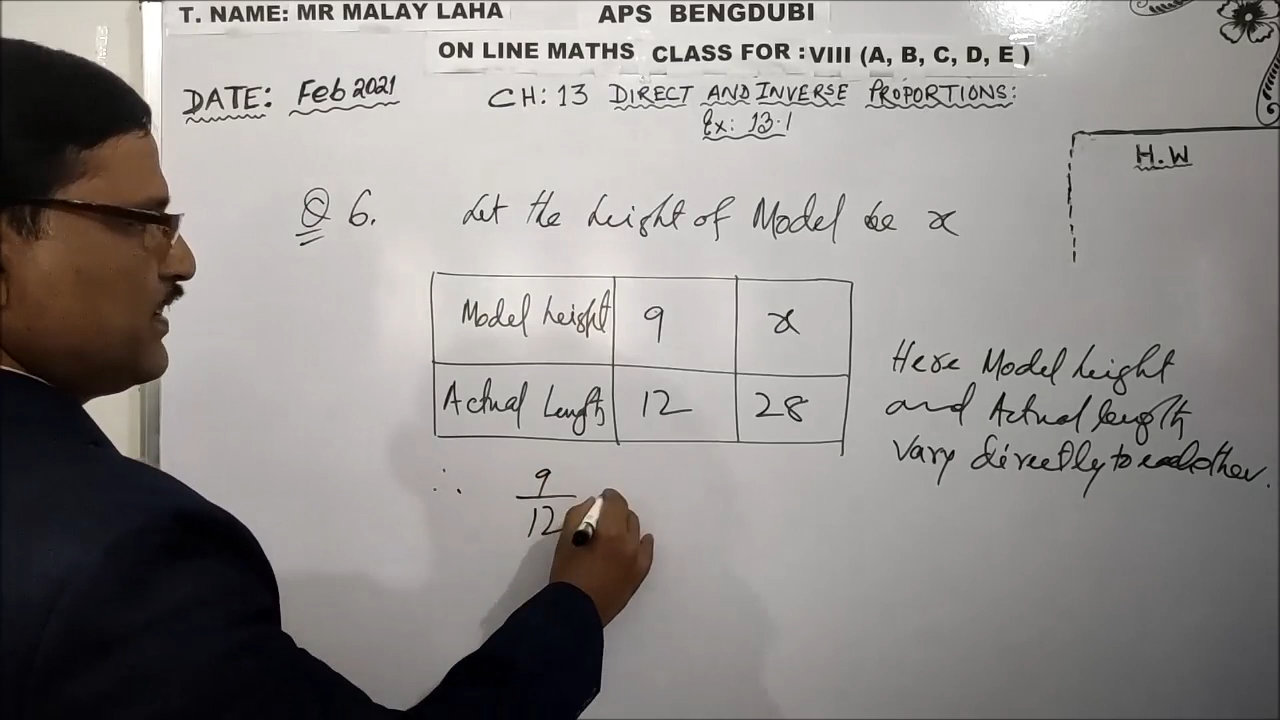 T. NAME: MR MALAY LAHA APS BENGDUBI
ON LINE MATHS CLASS FOR : VIII (A, B, C, D, E )
DATE: Feb 2021 CH: 13 DIRECT AND INVERSE PROPORTIONS:
Ex: 13.1
H.W
Q 6. Let the height of Model be x
Model height 9 x
Actual Length 12 28
Here Model height
and Actual length
vary directly to each other.
∴ 9/12